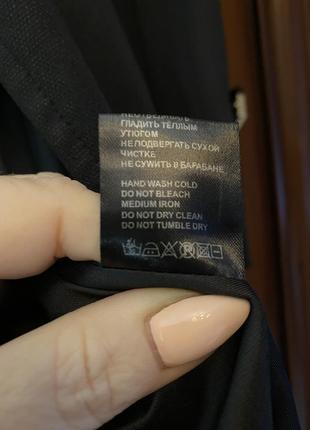 НЕ ОТБЕЛИВАТЬ
ГЛАДИТЬ ТЁПЛЫМ
УТЮГОМ
НЕ ПОДВЕРГАТЬ СУХОЙ
ЧИСТКЕ
НЕ СУШИТЬ В БАРАБАНЕ
HAND WASH COLD
DO NOT BLEACH
MEDIUM IRON
DO NOT DRY CLEAN
DO NOT TUMBLE DRY